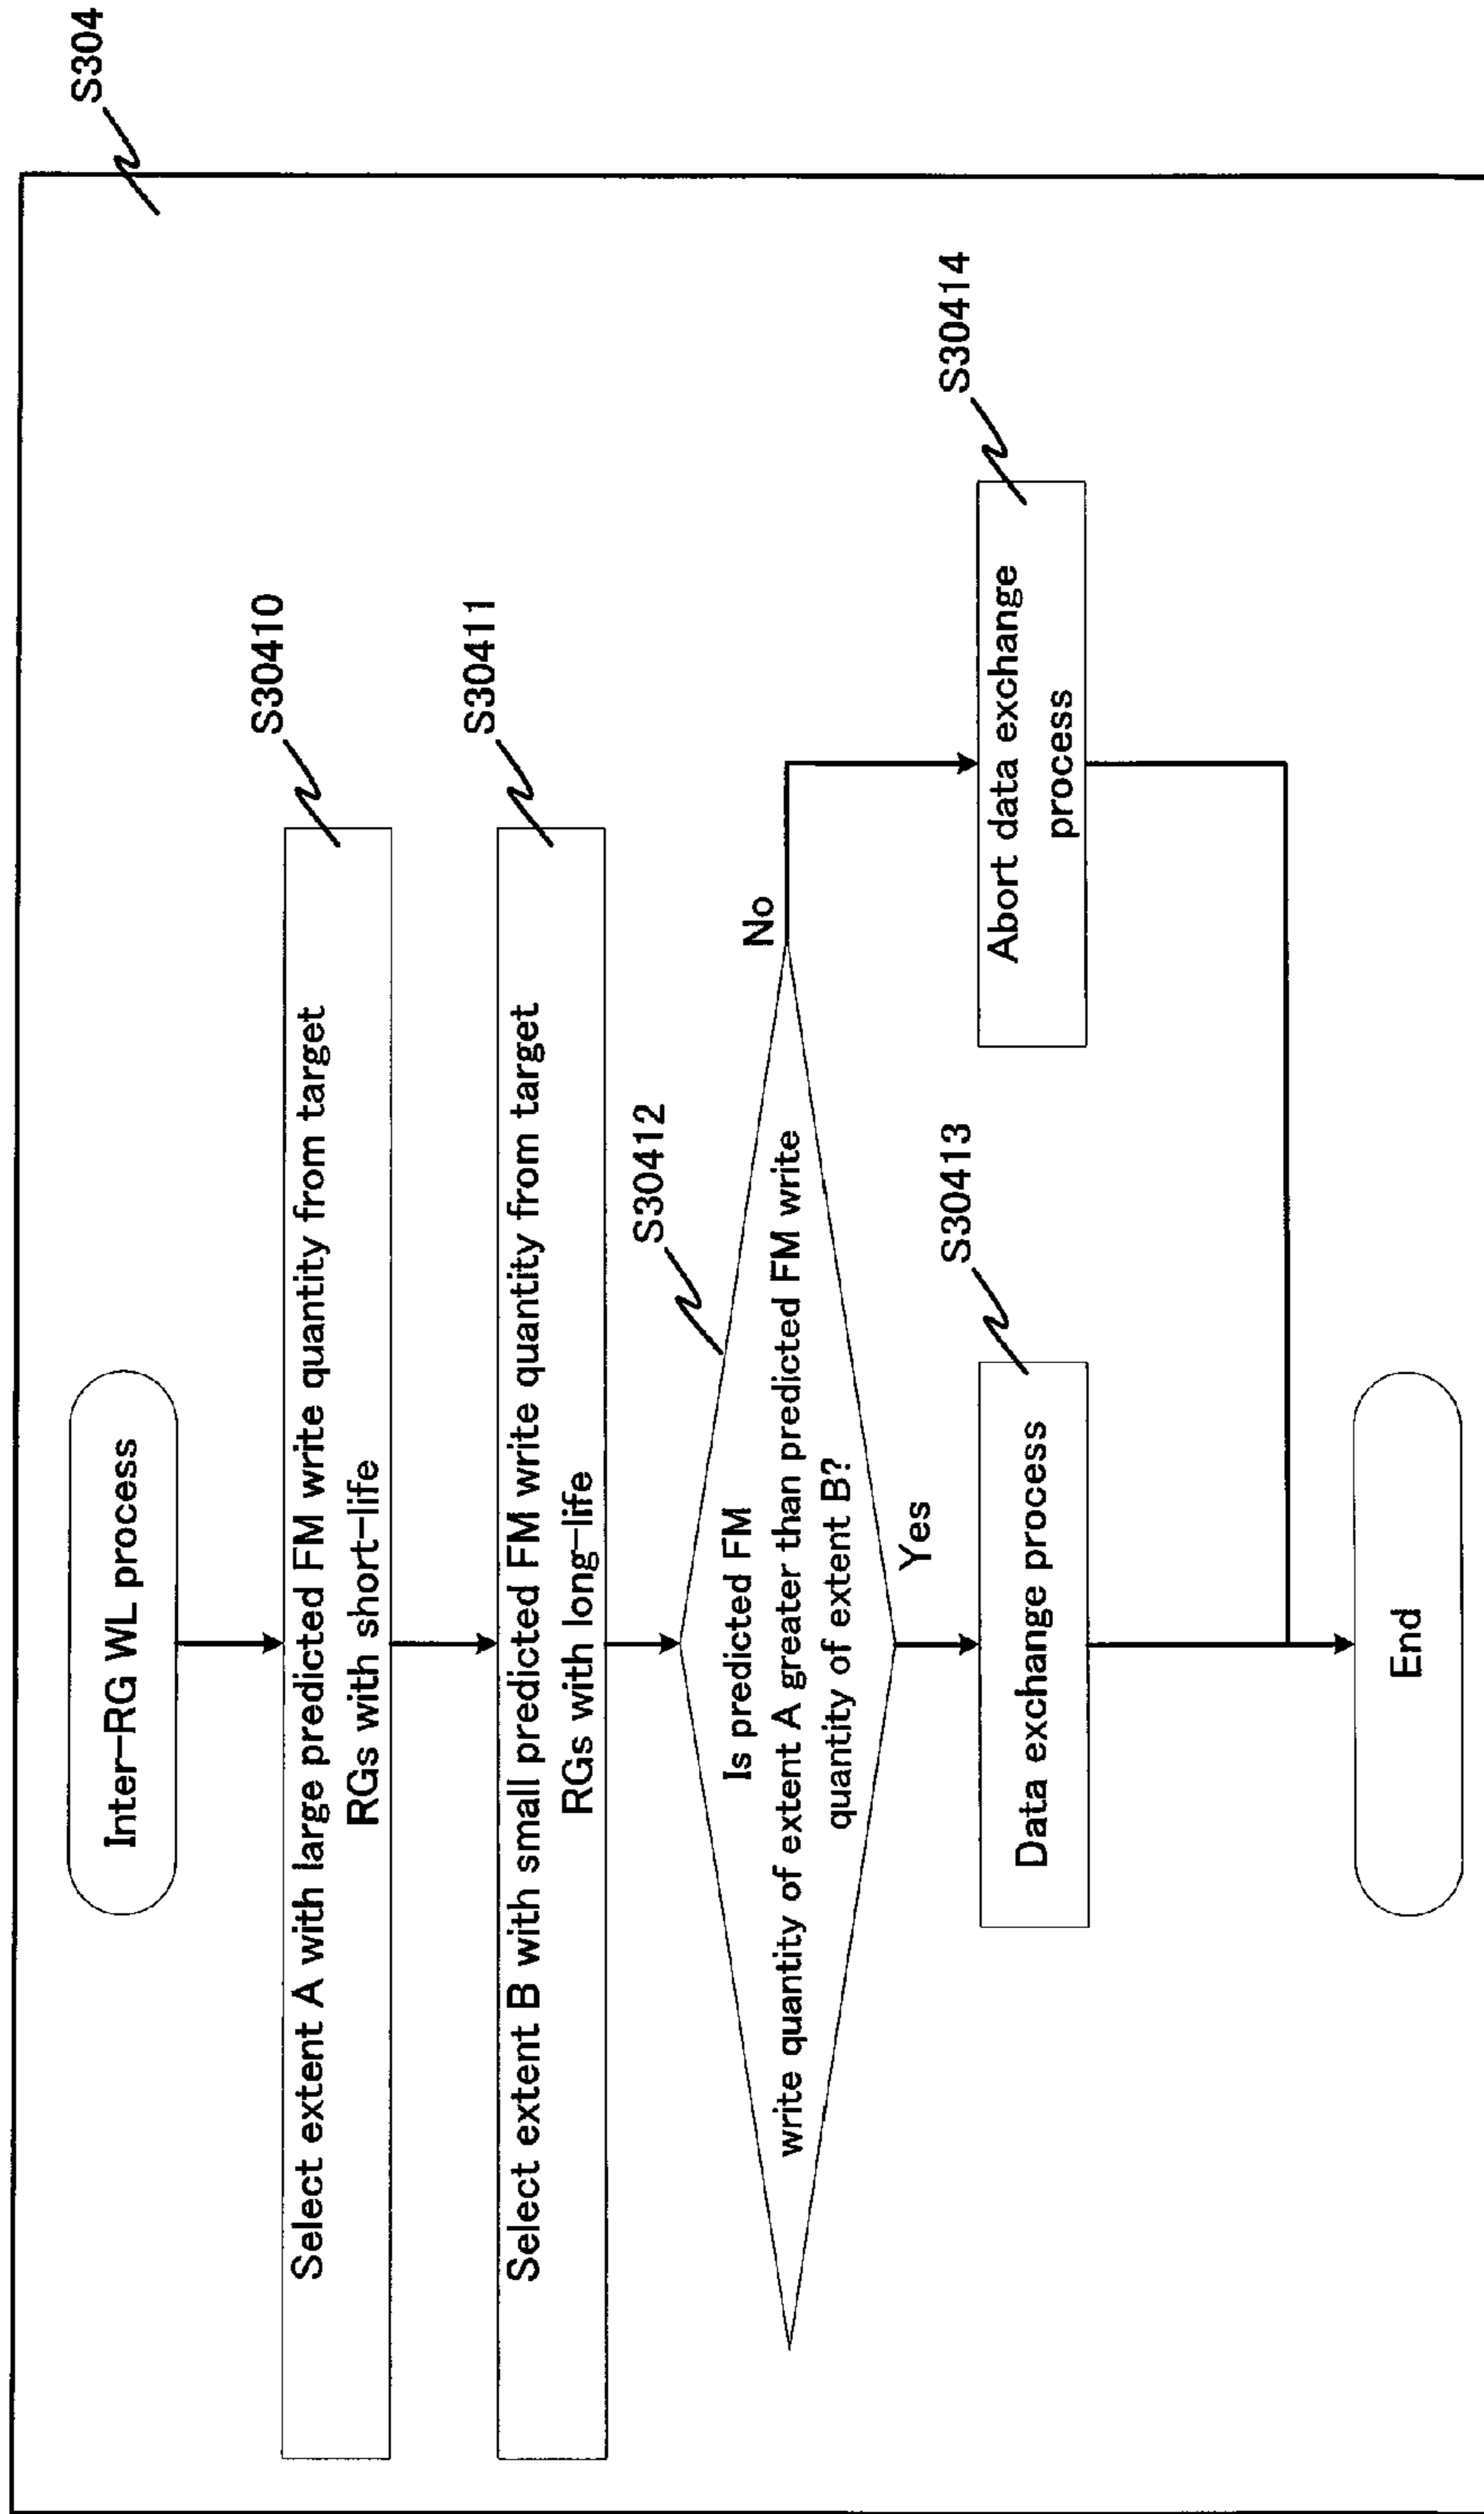 S304
Inter-RG WL process
S30410
Select extent A with large predicted FM write quantity from target
RGs with short-life
S30411
Select extent B with small predicted FM write quantity from target
RGs with long-life
S30412
Is predicted FM
write quantity of extent A greater than predicted FM write
quantity of extent B?
No
Yes
S30413
Data exchange process
S30414
Abort data exchange
process
End